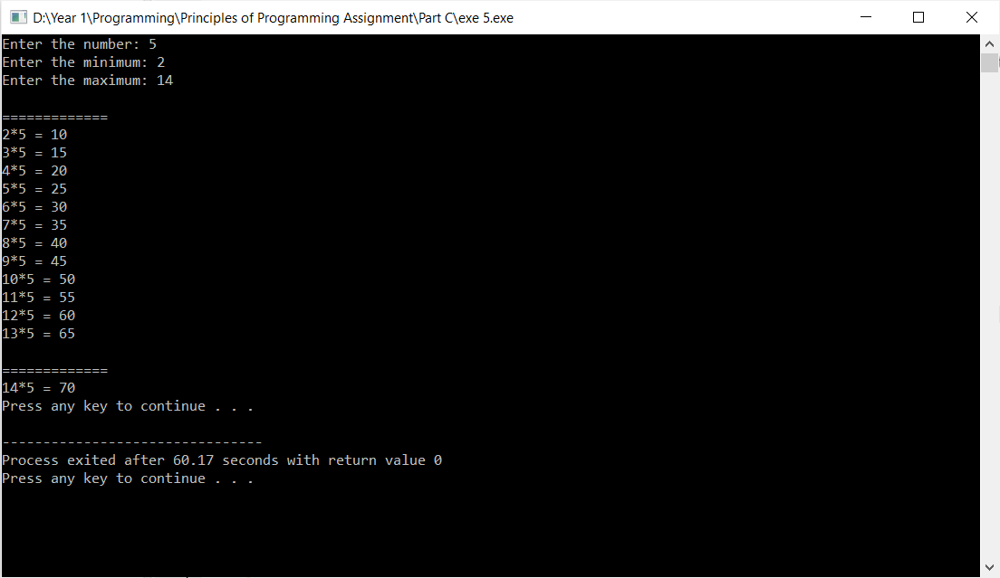 D:\Year 1\Programming\Principles of Programming Assignment\Part C\exe 5.exe
Enter the number: 5
Enter the minimum: 2
Enter the maximum: 14
=============
2*5 = 10
3*5 = 15
4*5 = 20
5*5 = 25
6*5 = 30
7*5 = 35
8*5 = 40
9*5 = 45
10*5 = 50
11*5 = 55
12*5 = 60
13*5 = 65
=============
14*5 = 70
Press any key to continue . . .
--------------------------------
Process exited after 60.17 seconds with return value 0
Press any key to continue . . .